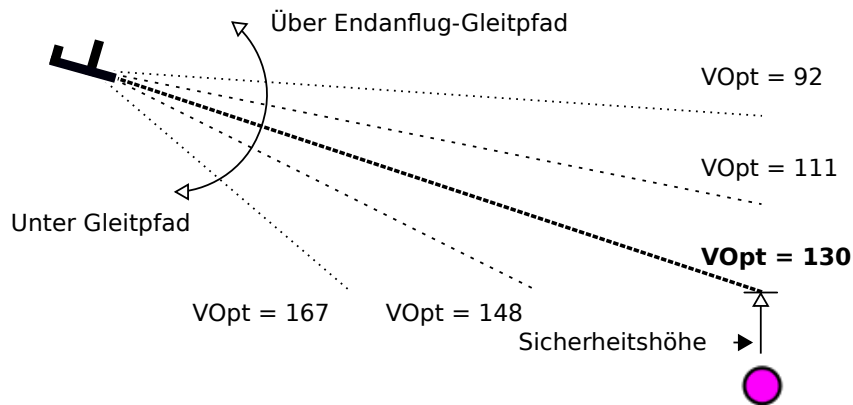 Über Endanflug-Gleitpfad
VOpt = 92
VOpt = 111
Unter Gleitpfad
VOpt = 130
VOpt = 167
VOpt = 148
Sicherheitshöhe